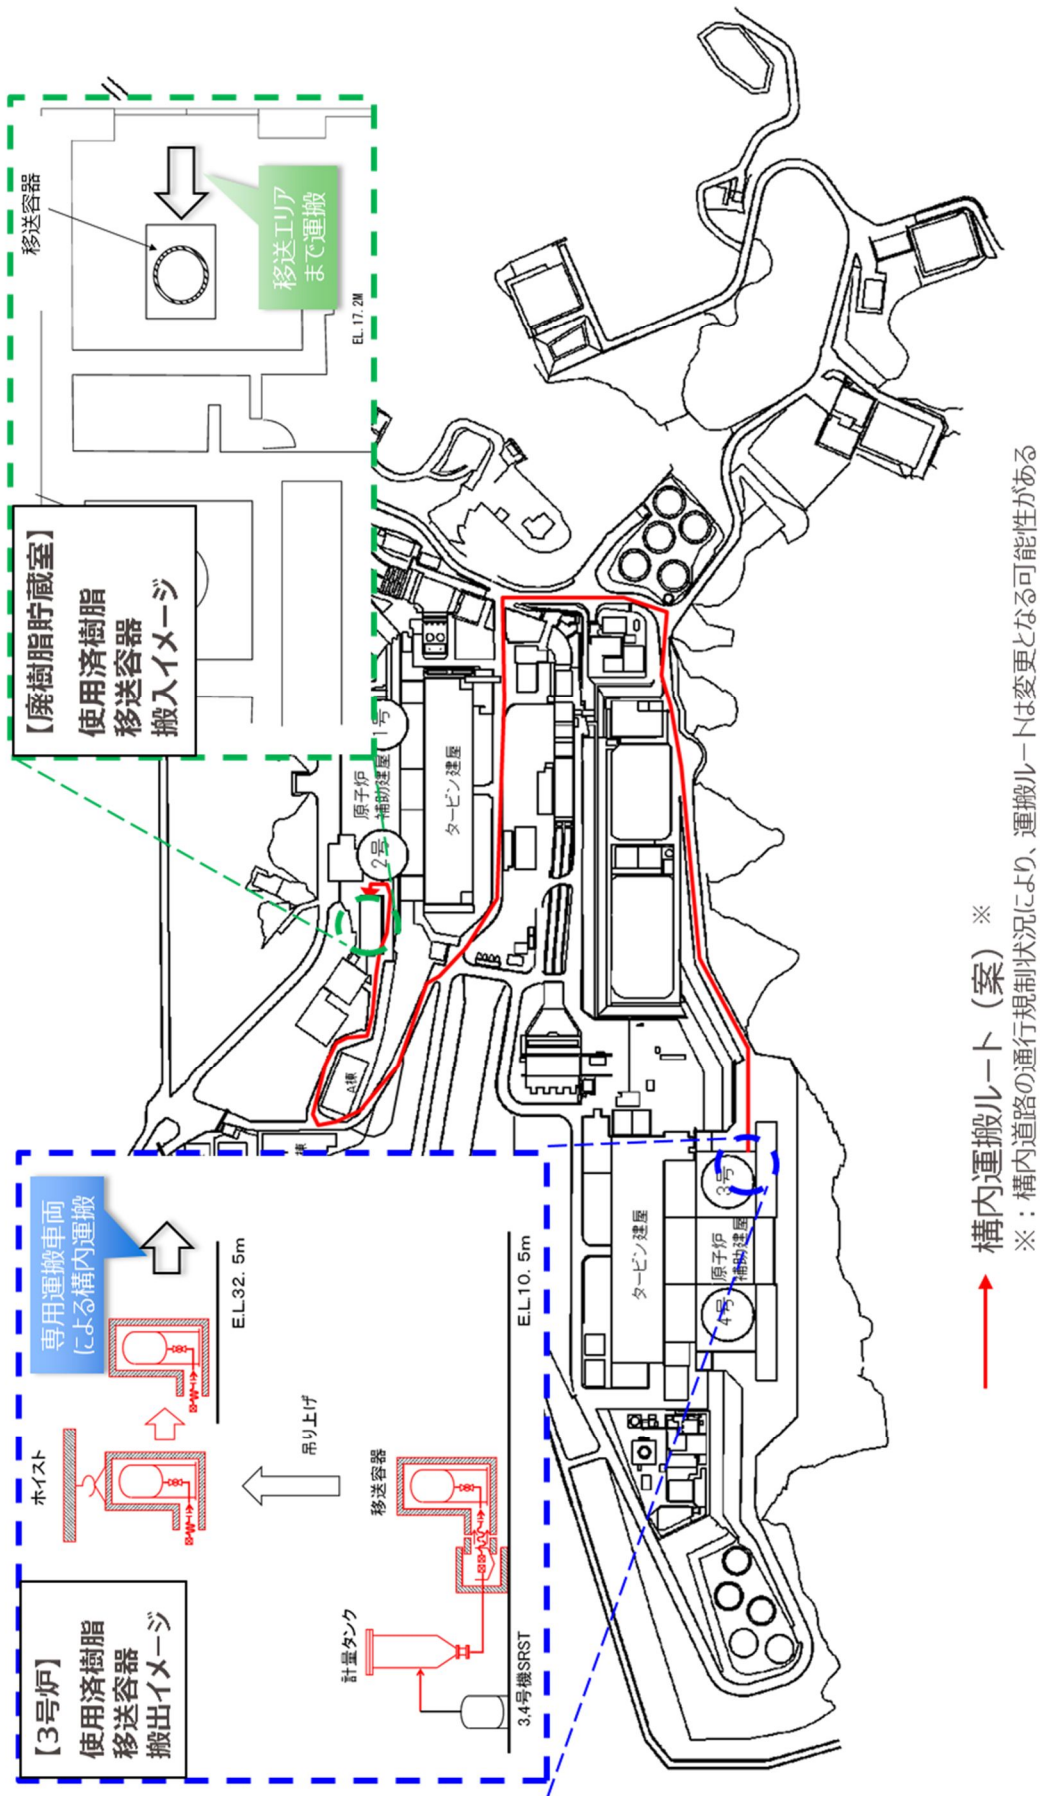 【3号炉】
使用済樹脂
移送容器
搬出イメージ
ホイスト
専用運搬車両
による構内運搬
E.L.32. 5m
吊り上げ
計量タンク
移送容器
3,4号機SRST
E.L.10. 5m
【廃樹脂貯蔵室】
使用済樹脂
移送容器
搬入イメージ
移送容器
移送エリア
まで運搬
EL.17. 2M
A棟
棟
2号
原子炉
補助建屋
1号
タービン建屋
タービン建屋
4号
原子炉
補助建屋
3号
構内運搬ルート（案） ※
※：構内道路の通行規制状況により、運搬ルートは変更となる可能性がある